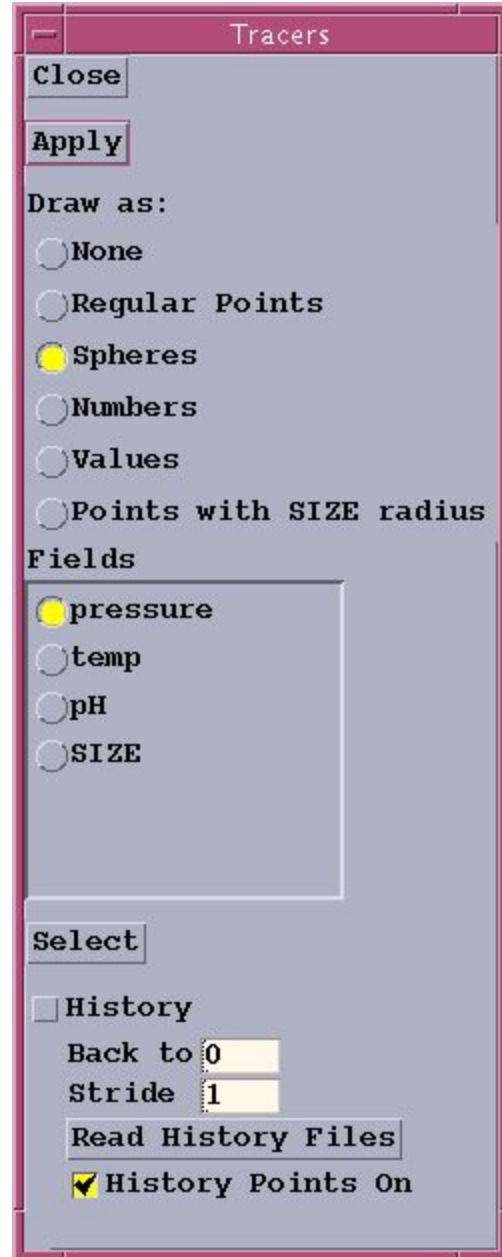 Tracers
Close
Apply
Draw as:
None
Regular Points
Spheres
Numbers
Values
Points with SIZE radius
Fields
pressure
temp
pH
SIZE
Select
History
Back to 0
Stride 1
Read History Files
History Points On